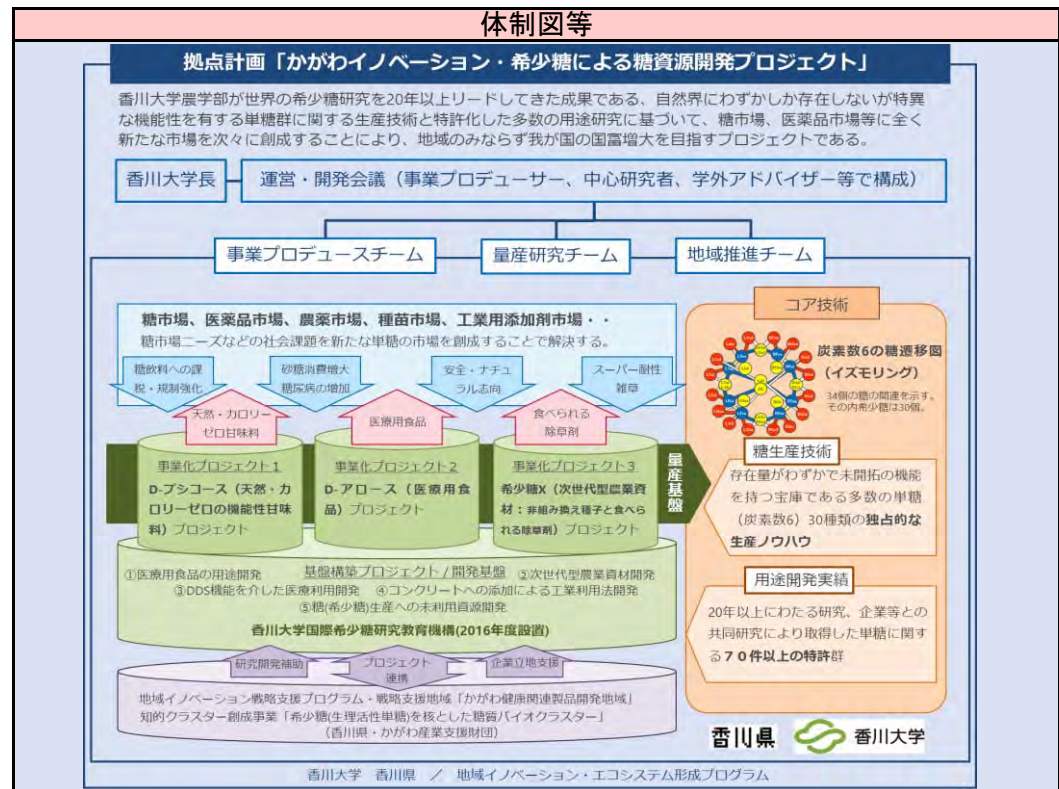 体制図等
拠点計画「かがわイノベーション・希少糖による糖資源開発プロジェクト」
香川大学農学部が世界の希少糖研究を20年以上リードしてきた成果である、自然界にわずかしか存在しないが特異
な機能性を有する単糖群に関する生産技術と特許化した多数の用途研究に基づいて、糖市場、医薬品市場等に全く
新たな市場を次々に創成することにより、地域のみならず我が国の国富増大を目指すプロジェクトである。
香川大学長
運営・開発会議（事業プロデューサー、中心研究者、学外アドバイザー等で構成）
事業プロデュースチーム
量産研究チーム
地域推進チーム
糖市場、医薬品市場、農薬市場、種苗市場、工業用添加剤市場・・
糖市場ニーズなどの社会課題を新たな単糖の市場を創成することで解決する。
糖飲料への課
税・規制強化
砂糖消費増大
糖尿病の増加
安全・ナチュ
ラル志向
スーパー耐性
雑草
天然・カロリー
ゼロ甘味料
医療用食品
食べられる
除草剤
事業化プロジェクト1
D-プシコース（天然・カ
ロリーゼロの機能性甘味
料）プロジェクト
事業化プロジェクト2
D-アロース（医療用食
品）プロジェクト
事業化プロジェクト3
希少糖X（次世代型農業資
材：非組み換え種子と食べら
れる除草剤）プロジェクト
量産基盤
基盤構築プロジェクト/開発基盤
①医療用食品の用途開発
②次世代型農業資材開発
③DDS機能を介した医療利用開発 ④コンクリートへの添加による工業利用法開発
⑤糖(希少糖)生産への未利用資源開発
香川大学国際希少糖研究教育機構(2016年度設置)
研究開発補助
プロジェクト
連携
企業立地支援
地域イノベーション戦略支援プログラム・戦略支援地域「かがわ健康関連製品開発地域」
知的クラスター創成事業「希少糖(生理活性単糖)を核とした糖質バイオクラスター」
（香川県・かがわ産業支援財団）
コア技術
炭素数6の糖遷移図
(イズモリング)
34個の糖の関連を示す。
その内希少糖は30個。
糖生産技術
存在量がわずかで未開拓の機能
を持つ宝庫である多数の単糖
（炭素数6）30種類の独占的な
生産ノウハウ
用途開発実績
20年以上にわたる研究、企業等との
共同研究により取得した単糖に関す
る７０件以上の特許群
香川県
香川大学
香川大学 香川県 ／ 地域イノベーション・エコシステム形成プログラム